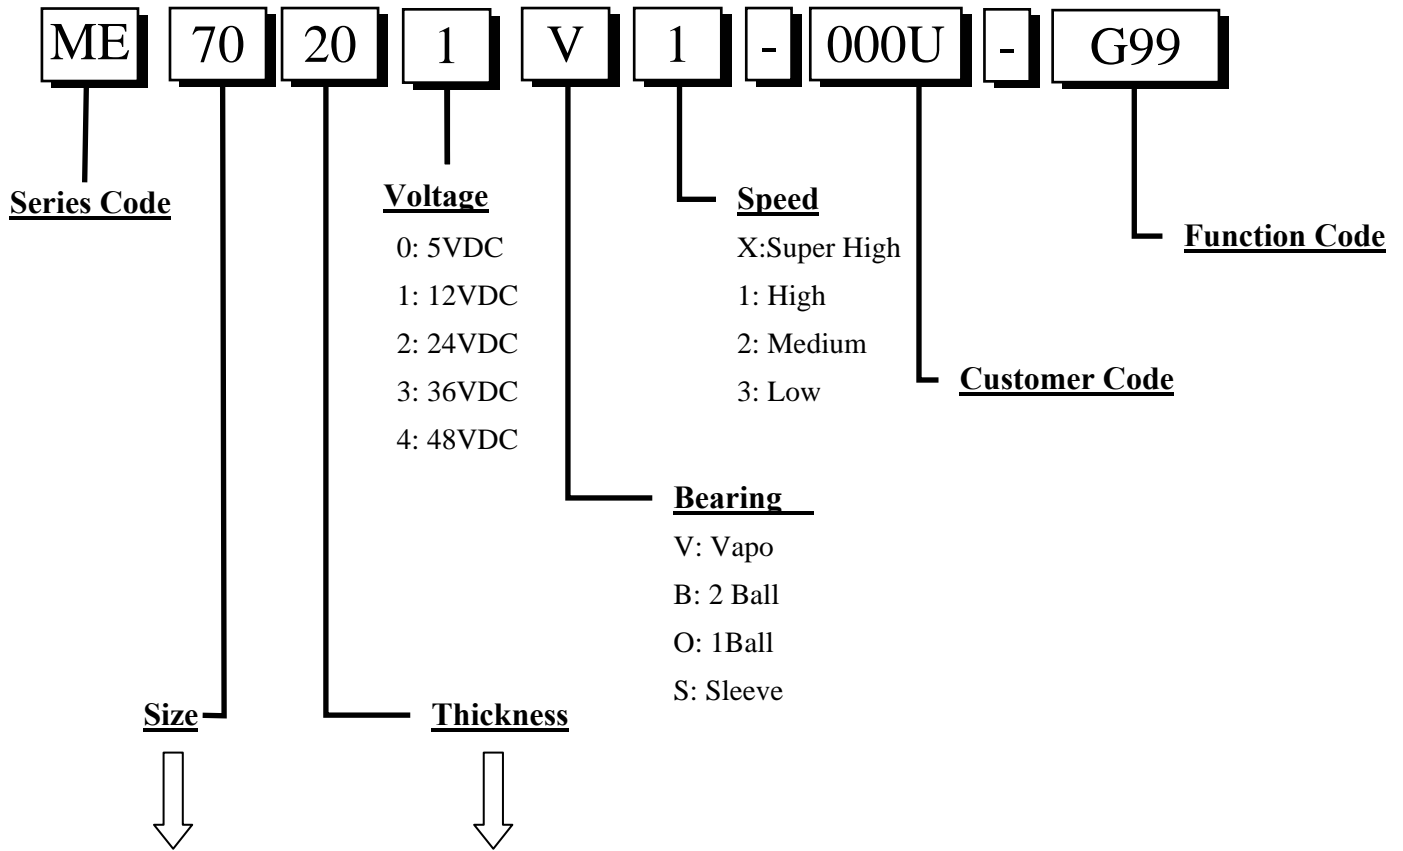 ME 70 20 1 V 1 - 000U - G99
Series Code
Voltage
0: 5VDC
1: 12VDC
2: 24VDC
3: 36VDC
4: 48VDC
Speed
X:Super High
1: High
2: Medium
3: Low
Function Code
Customer Code
Bearing
V: Vapo
B: 2 Ball
O: 1Ball
S: Sleeve
Size
Thickness